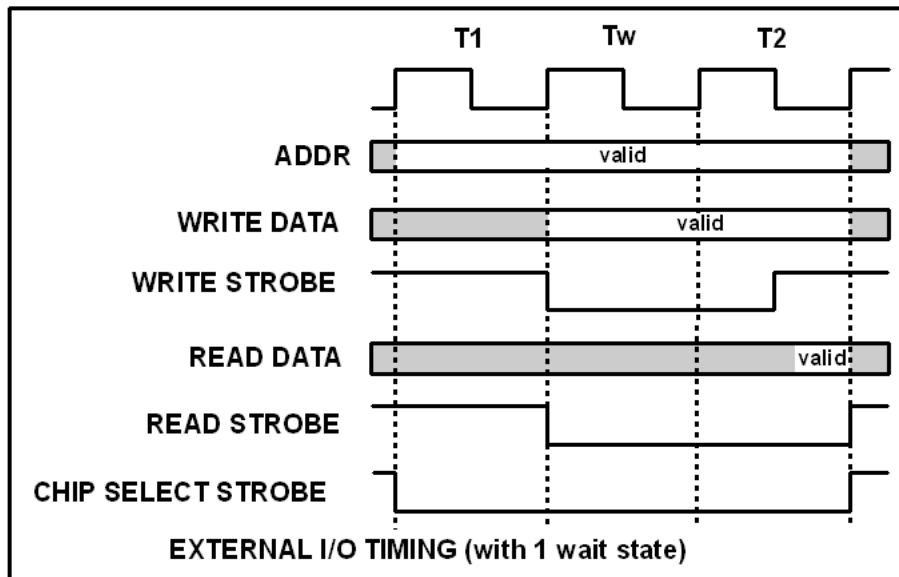 T1 Tw T2
ADDR valid
WRITE DATA valid
WRITE STROBE
READ DATA valid
READ STROBE
CHIP SELECT STROBE
EXTERNAL I/O TIMING (with 1 wait state)